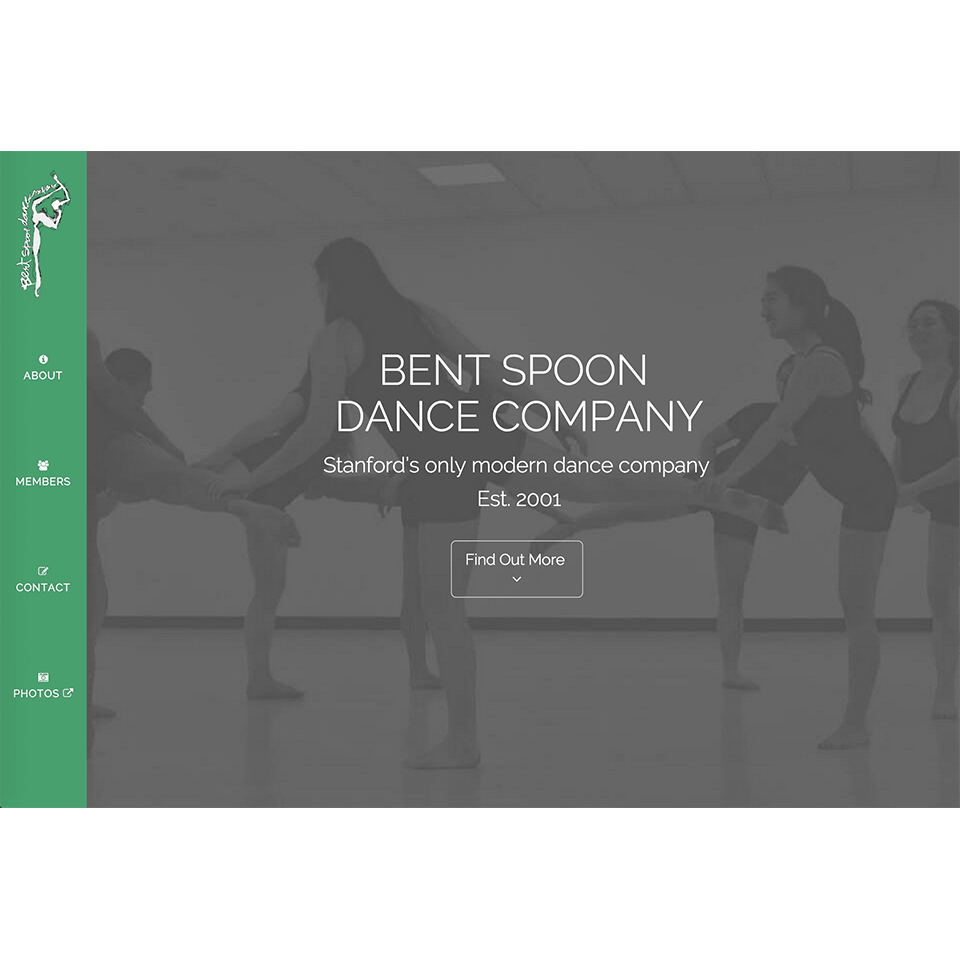 Bent Spoon dance company
ABOUT
MEMBERS
CONTACT
PHOTOS
BENT SPOON
DANCE COMPANY
Stanford's only modern dance company
Est. 2001
Find Out More